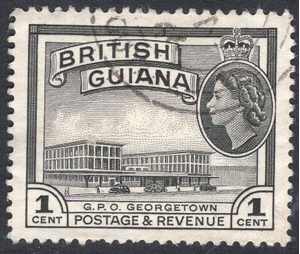 BRITISH
GUIANA
G.P.O. GEORGETOWN
1 CENT POSTAGE & REVENUE 1 CENT